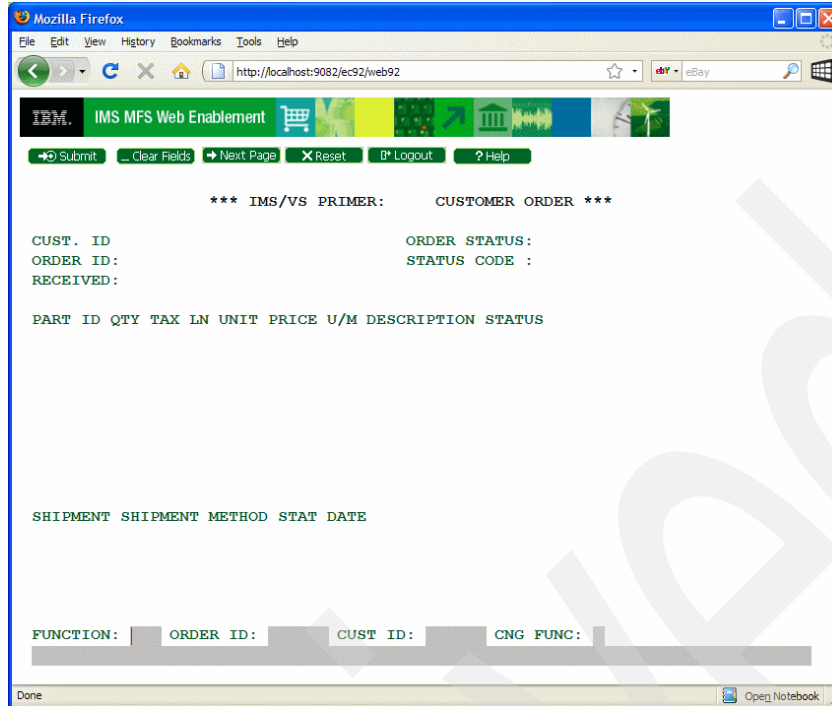 Mozilla Firefox
File Edit View History Bookmarks Tools Help
http://localhost:9082/ec92/web92 ebY eBay
IBM. IMS MFS Web Enablement
Submit Clear Fields Next Page Reset Logout ? Help
*** IMS/VS PRIMER: CUSTOMER ORDER ***
CUST. ID ORDER STATUS:
ORDER ID: STATUS CODE :
RECEIVED:
PART ID QTY TAX LN UNIT PRICE U/M DESCRIPTION STATUS
SHIPMENT SHIPMENT METHOD STAT DATE
FUNCTION: ORDER ID: CUST ID: CNG FUNC:
Done Open Notebook